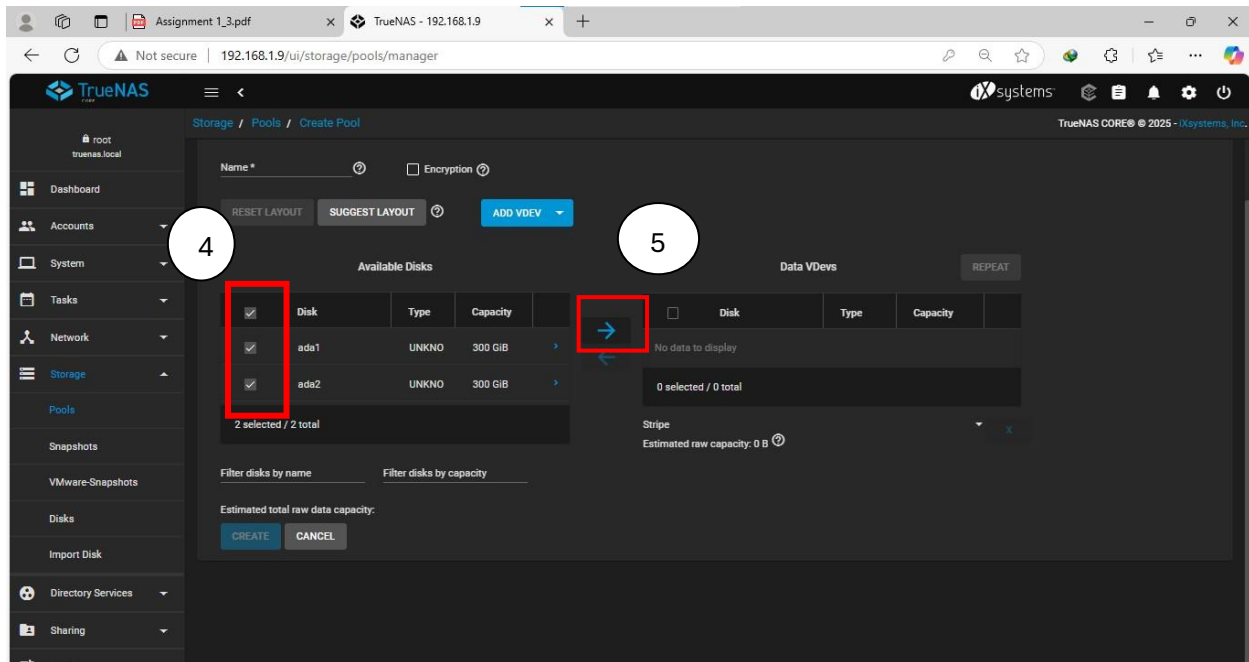 Assignment 1_3.pdf
TrueNAS - 192.168.1.9
Not secure
192.168.1.9/ui/storage/pools/manager
TrueNAS
CORE
iXsystems
Storage / Pools / Create Pool
TrueNAS CORE® © 2025 - iXsystems, Inc.
root
truenas.local
Dashboard
Accounts
System
Tasks
Network
Storage
Pools
Snapshots
VMware-Snapshots
Disks
Import Disk
Directory Services
Sharing
Name *
Encryption
RESET LAYOUT
SUGGEST LAYOUT
ADD VDEV
4
5
Available Disks
Disk Type Capacity
ada1 UNKNO 300 GiB
ada2 UNKNO 300 GiB
2 selected / 2 total
Filter disks by name
Filter disks by capacity
Estimated total raw data capacity:
CREATE
CANCEL
Data VDevs
REPEAT
Disk Type Capacity
No data to display
0 selected / 0 total
Stripe
X
Estimated raw capacity: 0 B